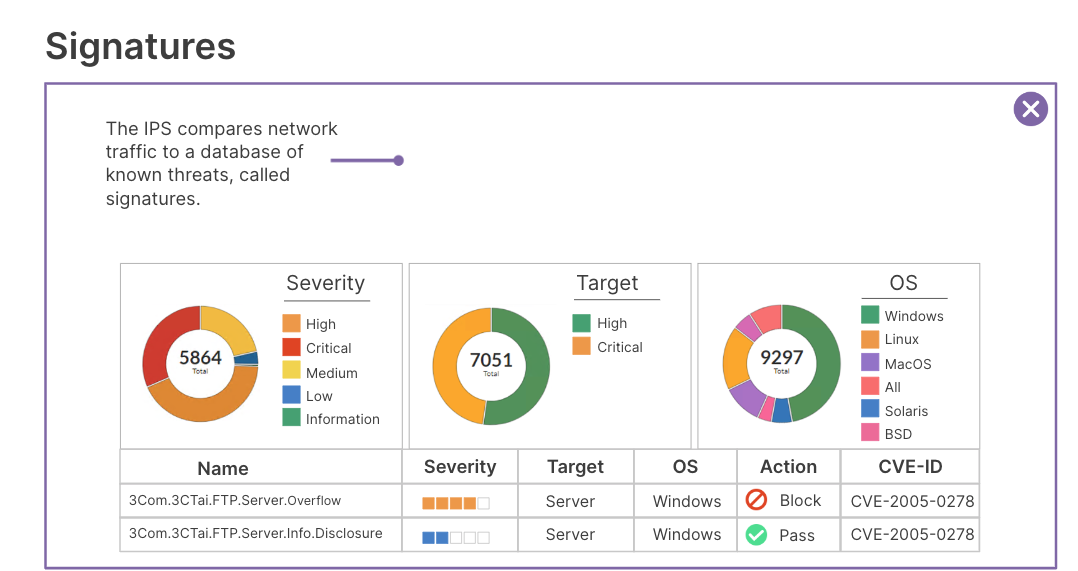 Signatures
The IPS compares network
traffic to a database of
known threats, called
signatures.
Severity
5864
Total
High
Critical
Medium
Low
Information
Target
7051
Total
High
Critical
OS
9297
Total
Windows
Linux
MacOS
All
Solaris
BSD
Name Severity Target OS Action CVE-ID
3Com.3CTai.FTP.Server.Overflow Server Windows Block CVE-2005-0278
3Com.3CTai.FTP.Server.Info.Disclosure Server Windows Pass CVE-2005-0278